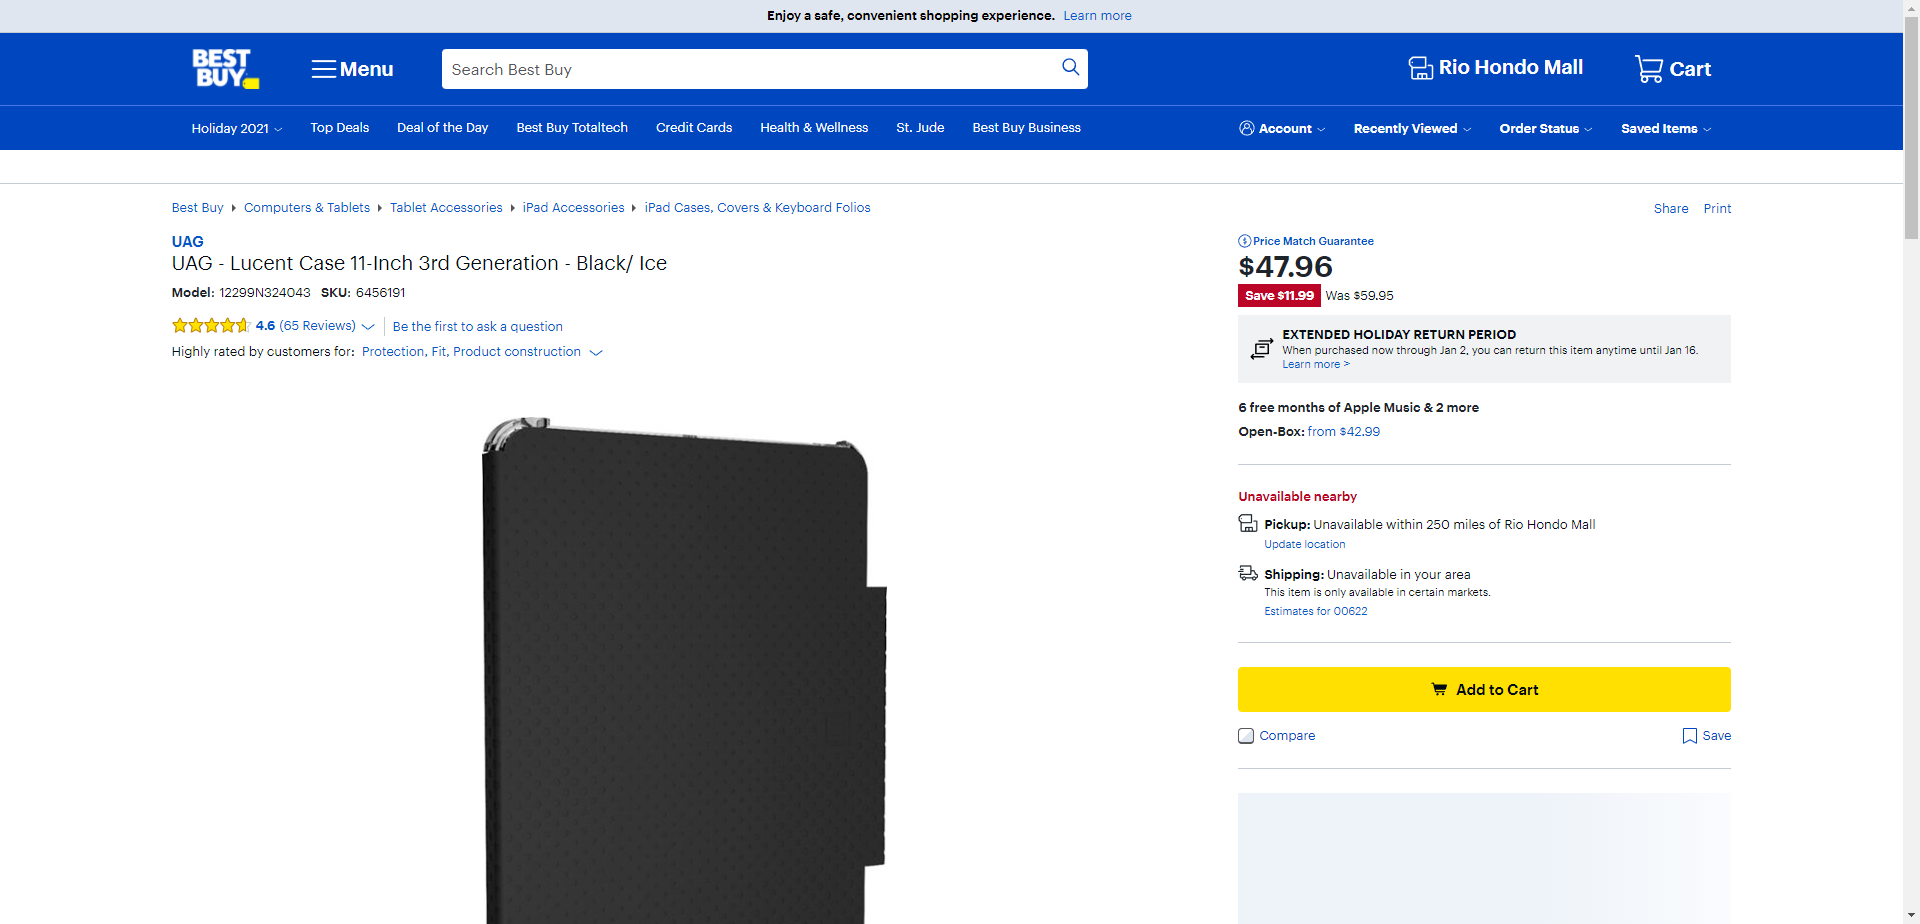 Enjoy a safe, convenient shopping experience. Learn more
BEST BUY
Menu
Search Best Buy
Rio Hondo Mall
Cart
Holiday 2021
Top Deals
Deal of the Day
Best Buy Totaltech
Credit Cards
Health & Wellness
St. Jude
Best Buy Business
Account
Recently Viewed
Order Status
Saved Items
Best Buy
Computers & Tablets
Tablet Accessories
iPad Accessories
iPad Cases, Covers & Keyboard Folios
Share
Print
UAG
UAG - Lucent Case 11-Inch 3rd Generation - Black/ Ice
Model: 12299N324043 SKU: 6456191
4.6 (65 Reviews)
Be the first to ask a question
Highly rated by customers for: Protection, Fit, Product construction
Price Match Guarantee
$47.96
Save $11.99 Was $59.95
EXTENDED HOLIDAY RETURN PERIOD
When purchased now through Jan 2, you can return this item anytime until Jan 16.
Learn more >
6 free months of Apple Music & 2 more
Open-Box: from $42.99
Unavailable nearby
Pickup: Unavailable within 250 miles of Rio Hondo Mall
Update location
Shipping: Unavailable in your area
This item is only available in certain markets.
Estimates for 00622
Add to Cart
Compare
Save